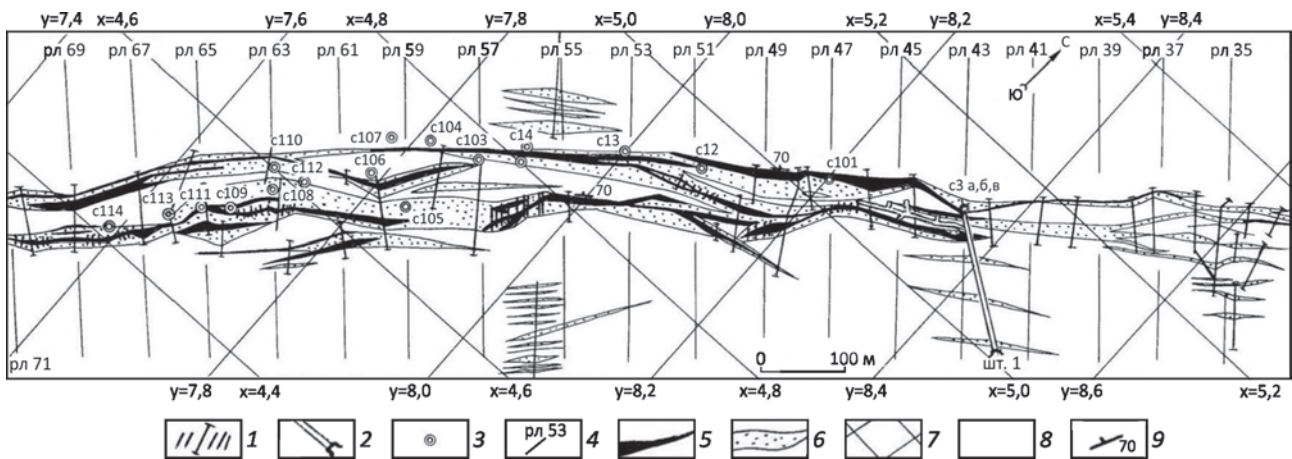 y=7,4 x=4,6 y=7,6 x=4,8 y=7,8 x=5,0 y=8,0 x=5,2 y=8,2 x=5,4 y=8,4
рл 69 рл 67 рл 65 рл 63 рл 61 рл 59 рл 57 рл 55 рл 53 рл 51 рл 49 рл 47 рл 45 рл 43 рл 41 рл 39 рл 37 рл 35
С
Ю
с107 с104 с14 с13
с110 с103
с112 с106 с12 70 с101
с113 с111 с109 с108 70 с3 а,б,в
с114 с105
0 100 м
рл 71 шт. 1
y=7,8 x=4,4 y=8,0 x=4,6 y=8,2 x=4,8 y=8,4 x=5,0 y=8,6 x=5,2
1 2 3 рл 53 4 5 6 7 8 70 9